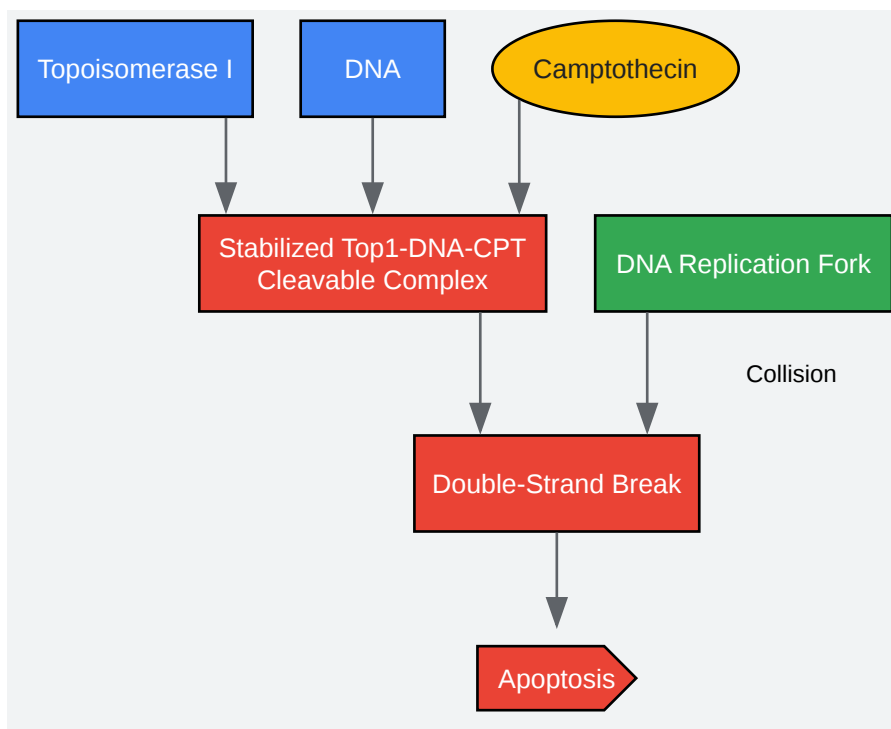 Topoisomerase I
DNA
Camptothecin
Stabilized Top1-DNA-CPT
Cleavable Complex
DNA Replication Fork
Collision
Double-Strand Break
Apoptosis